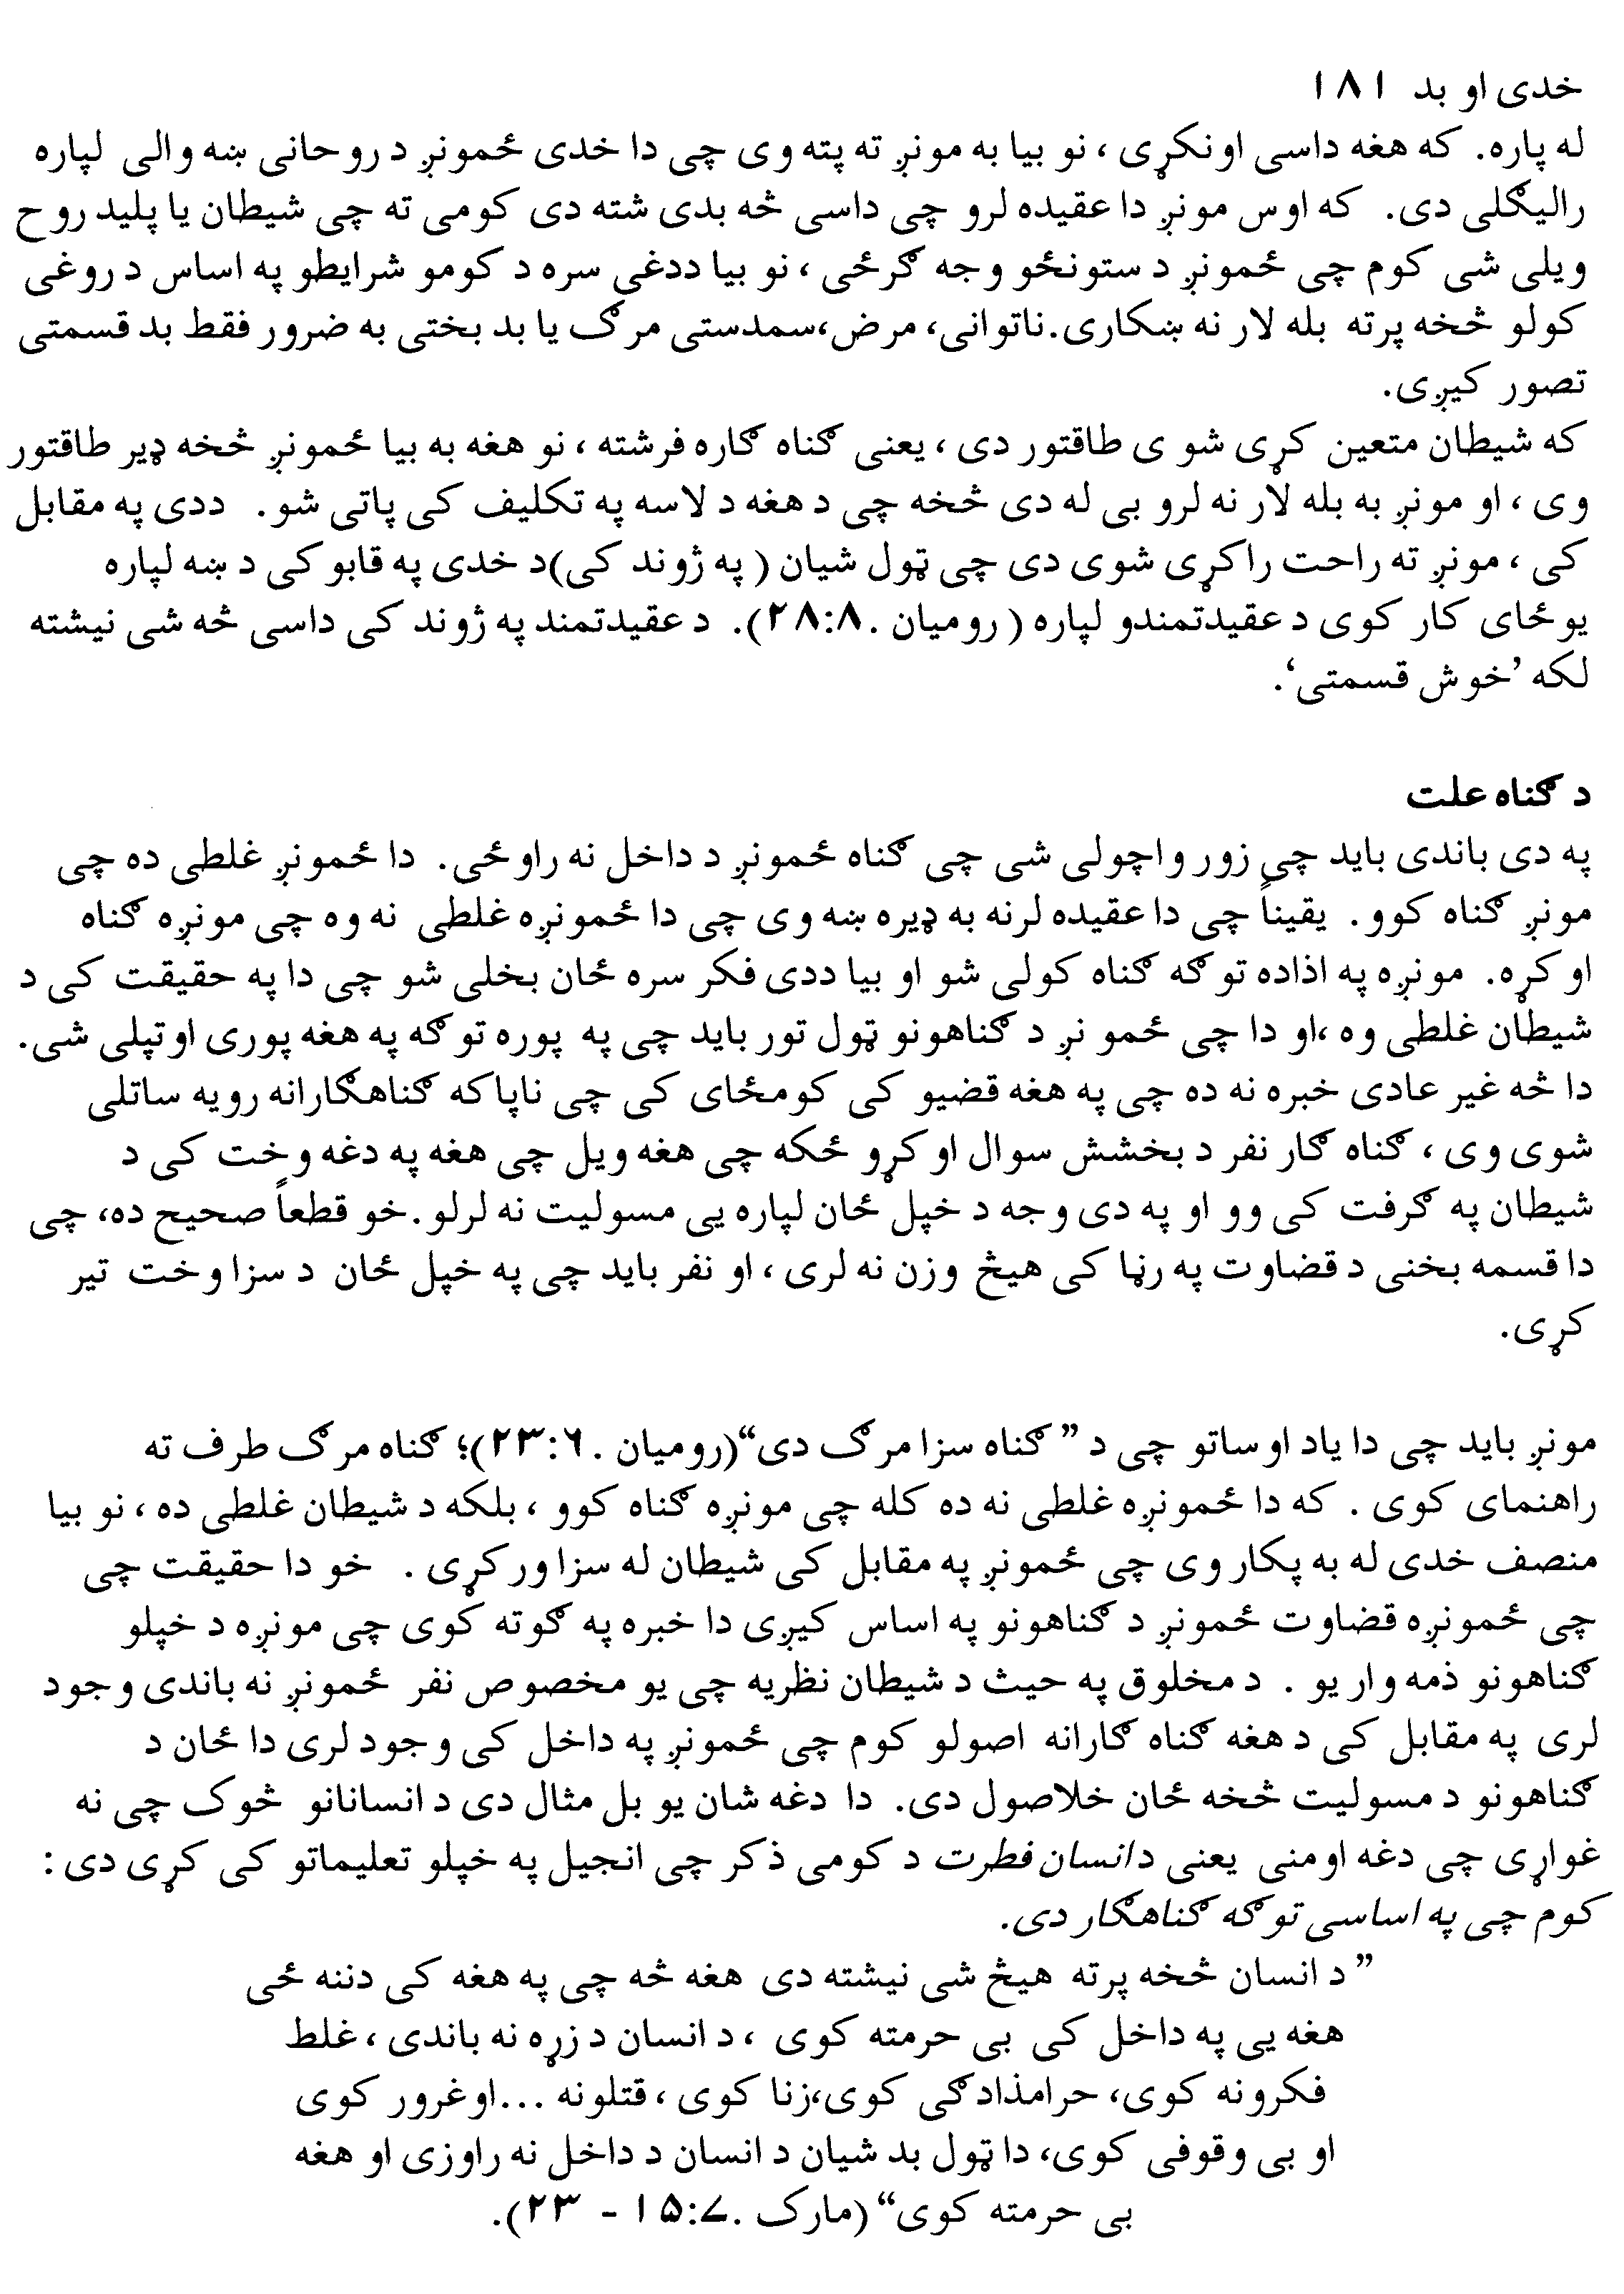 خدی او بد ۱۸۱
له پاره. که هغه داسی اونکړی ، نو بیا به مونږ ته پته وی چی دا خدی ځمونږ د روحانی ښه والی لپاره
رالیګلی دی. که اوس مونږ دا عقیده لرو چی داسی څه بدی شته دی کومی ته چی شیطان یا پلید روح
ویلی شی کوم چی ځمونږ د ستونځو وجه ګرځی ، نو بیا ددغی سره د کومو شرایطو په اساس د روغی
کولو څخه پرته بله لار نه ښکاری.ناتوانی، مرض،سمدستی مرګ یا بد بختی به ضرور فقط بد قسمتی
تصور کیږی.
که شیطان متعین کړی شو ی طاقتور دی ، یعنی ګناه ګاره فرشته ، نو هغه به بیا ځمونږ څخه ډیر طاقتور
وی ، او مونږ به بله لار نه لرو بی له دی څخه چی د هغه د لاسه په تکلیف کی پاتی شو. ددی په مقابل
کی ، مونږ ته راحت راکړی شوی دی چی ټول شیان ( په ژوند کی)د خدی په قابو کی د ښه لپاره
یوځای کار کوی د عقیدتمندو لپاره ( رومیان .۲۸:۸). د عقیدتمند په ژوند کی داسی څه شی نیشته
لکه ’خوش قسمتی‘.
د ګناه علت
په دی باندی باید چی زور واچولی شی چی ګناه ځمونږ د داخل نه راوځی. دا ځمونږ غلطی ده چی
مونږ ګناه کوو. یقیناً چی دا عقیده لرنه به ډیره ښه وی چی دا ځمونږه غلطی نه وه چی مونږه ګناه
اوکړه. مونږه په اذاده توګه ګناه کولی شو او بیا ددی فکر سره ځان بخلی شو چی دا په حقیقت کی د
شیطان غلطی وه ،او دا چی ځمو نږ د ګناهونو ټول تور باید چی په پوره توګه په هغه پوری اوتپلی شی.
دا څه غیر عادی خبره نه ده چی په هغه قضیو کی کومځای کی چی ناپاکه ګناهګارانه رویه ساتلی
شوی وی ، ګناه ګار نفر د بخشش سوال اوکړو ځکه چی هغه ویل چی هغه په دغه وخت کی د
شیطان په ګرفت کی وو او په دی وجه د خپل ځان لپاره یی مسولیت نه لرلو.خو قطعاً صحیح ده، چی
دا قسمه بخنی د قضاوت په رڼا کی هیڅ وزن نه لری ، او نفر باید چی په خپل ځان د سزا وخت تیر
کړی.
مونږ باید چی دا یاد اوساتو چی د ” ګناه سزا مرګ دی“(رومیان .۲۳:۶)؛ ګناه مرګ طرف ته
راهنمای کوی . که دا ځمونږه غلطی نه ده کله چی مونږه ګناه کوو ، بلکه د شیطان غلطی ده ، نو بیا
منصف خدی له به پکار وی چی ځمونږ په مقابل کی شیطان له سزا ورکړی . خو دا حقیقت چی
چی ځمونږه قضاوت ځمونږ د ګناهونو په اساس کیږی دا خبره په ګوته کوی چی مونږه د خپلو
ګناهونو ذمه وار یو . د مخلوق په حیث د شیطان نظریه چی یو مخصوص نفر ځمونږ نه باندی وجود
لری په مقابل کی د هغه ګناه ګارانه اصولو کوم چی ځمونږ په داخل کی وجود لری دا ځان د
ګناهونو د مسولیت څخه ځان خلاصول دی. دا دغه شان یو بل مثال دی د انسانانو څوک چی نه
غواړی چی دغه اومنی یعنی د انسان فطرت د کومی ذکر چی انجیل په خپلو تعلیماتو کی کړی دی :
کوم چی په اساسی توګه ګناهګار دی.
” د انسان څخه پرته هیڅ شی نیشته دی هغه څه چی په هغه کی دننه ځی
هغه یی په داخل کی بی حرمته کوی ، د انسان د زړه نه باندی ، غلط
فکرونه کوی، حرامذادګی کوی،زنا کوی ، قتلونه ...اوغرور کوی
او بی وقوفی کوی، دا ټول بد شیان د انسان د داخل نه راوزی او هغه
بی حرمته کوی“ (مارک .۱۵:۷ - ۲۳).